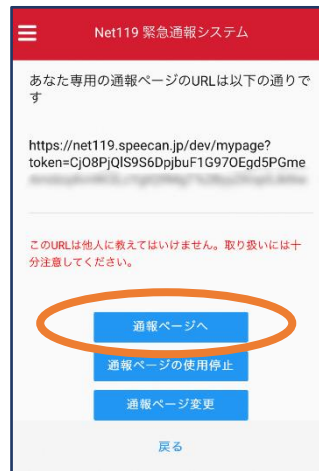 Net119 緊急通報システム
あなた専用の通報ページのURLは以下の通りで
す
https://net119.speecan.jp/dev/mypage?
token=CjO8PjQlS9S6DpjbuF1G97OEgd5PGme
このURLは他人に教えてはいけません。取り扱いには十
分注意してください。
通報ページへ
通報ページの使用停止
通報ページ変更
戻る